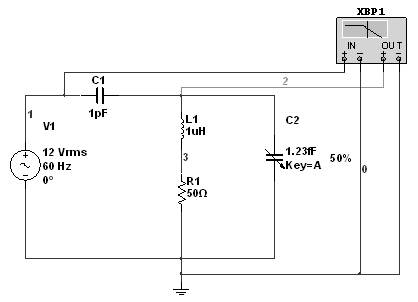 XBP1
IN OUT
+ - + -
C1
2
1
1pF
V1
L1
1uH
C2
12 Vrms
60 Hz
0°
3
1.23fF
Key=A
50%
0
R1
50Ω